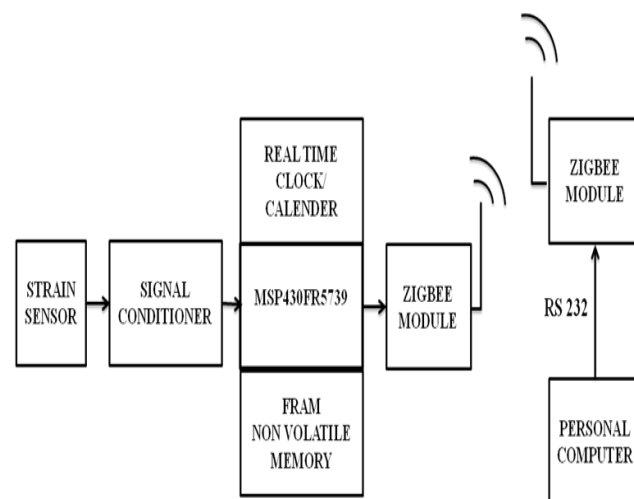 REAL TIME
CLOCK/
CALENDER
ZIGBEE
MODULE
STRAIN
SENSOR
SIGNAL
CONDITIONER
MSP430FR5739
ZIGBEE
MODULE
RS 232
FRAM
NON VOLATILE
MEMORY
PERSONAL
COMPUTER